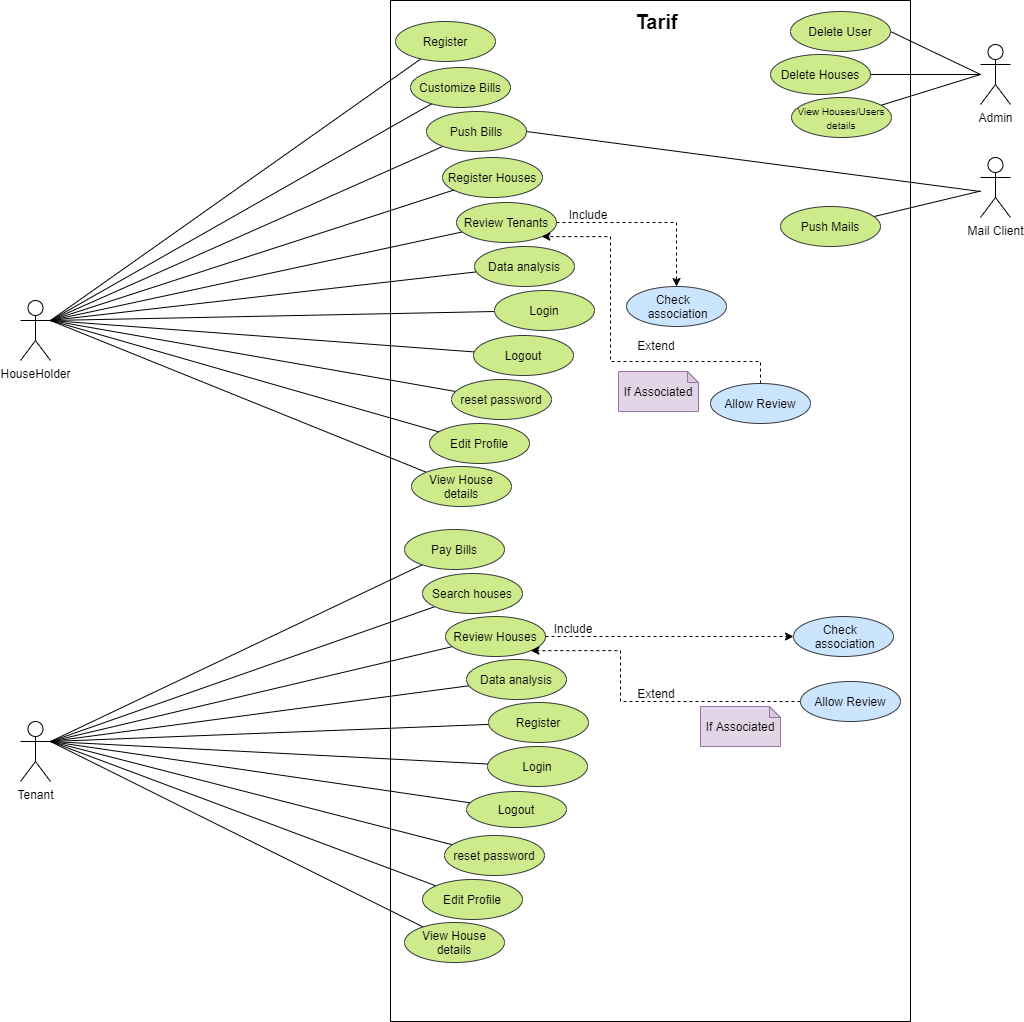 Tarif
Register
Customize Bills
Push Bills
Register Houses
Review Tenants
Include
Data analysis
Login
Check
association
Logout
Extend
reset password
If Associated
Allow Review
Edit Profile
View House
details
HouseHolder
Delete User
Delete Houses
View Houses/Users
details
Admin
Push Mails
Mail Client
Pay Bills
Search houses
Review Houses
Include
Check
association
Data analysis
Extend
Allow Review
If Associated
Register
Login
Logout
reset password
Edit Profile
View House
details
Tenant